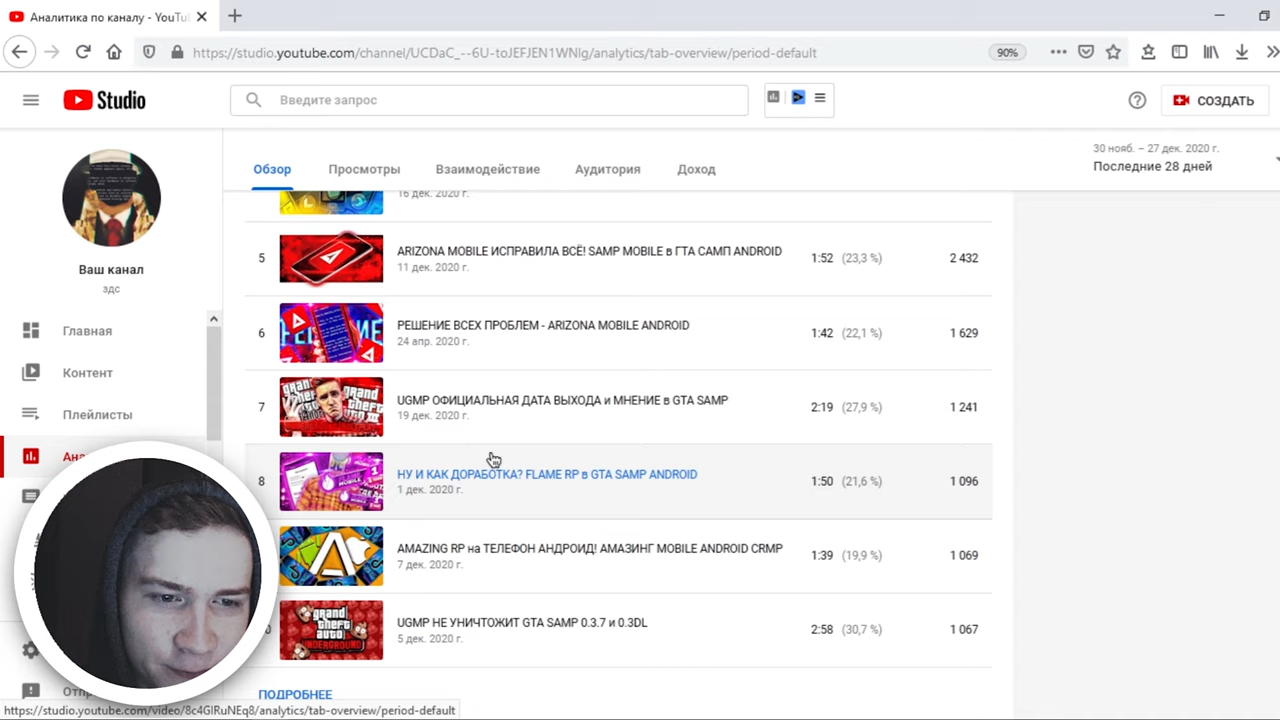 Аналитика по каналу - YouTu
https://studio.youtube.com/channel/UCDaC_--6U-toJEFJEN1WNlg/analytics/tab-overview/period-default
90%
Studio
Введите запрос
СОЗДАТЬ
Обзор
Просмотры
Взаимодействие
Аудитория
Доход
30 нояб. – 27 дек. 2020 г.
Последние 28 дней
Ваш канал
здс
Главная
Контент
Плейлисты
Ана
Отп
16 дек. 2020 г.
5
ARIZONA MOBILE ИСПРАВИЛА ВСЁ! SAMP MOBILE в ГТА САМП ANDROID
11 дек. 2020 г.
1:52 (23,3 %) 2 432
6
РЕШЕНИЕ ВСЕХ ПРОБЛЕМ - ARIZONA MOBILE ANDROID
24 апр. 2020 г.
1:42 (22,1 %) 1 629
7
UGMP ОФИЦИАЛЬНАЯ ДАТА ВЫХОДА и МНЕНИЕ в GTA SAMP
19 дек. 2020 г.
2:19 (27,9 %) 1 241
8
НУ И КАК ДОРАБОТКА? FLAME RP в GTA SAMP ANDROID
1 дек. 2020 г.
1:50 (21,6 %) 1 096
AMAZING RP на ТЕЛЕФОН АНДРОИД! АМАЗИНГ MOBILE ANDROID CRMP
7 дек. 2020 г.
1:39 (19,9 %) 1 069
grand
theft
auto
UNDERGROUND
UGMP НЕ УНИЧТОЖИТ GTA SAMP 0.3.7 и 0.3DL
5 дек. 2020 г.
2:58 (30,7 %) 1 067
ПОДРОБНЕЕ
https://studio.youtube.com/video/8c4GlRuNEq8/analytics/tab-overview/period-default